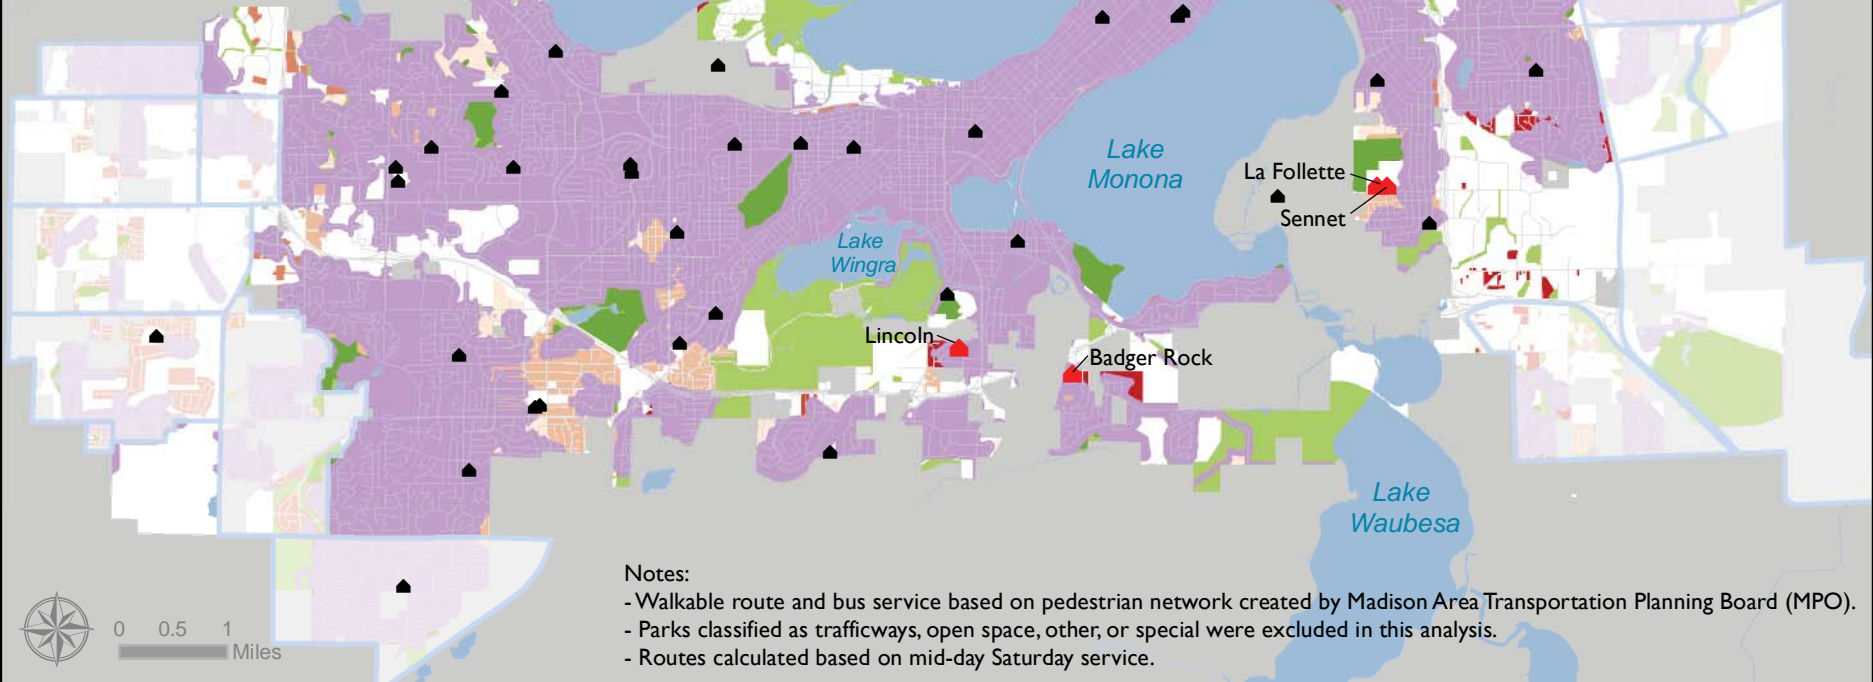 Lake
Monona
La Follette
Sennet
Lake
Wingra
Lincoln
Badger Rock
Lake
Waubesa
Notes:
- Walkable route and bus service based on pedestrian network created by Madison Area Transportation Planning Board (MPO).
- Parks classified as trafficways, open space, other, or special were excluded in this analysis.
- Routes calculated based on mid-day Saturday service.
0 0.5 1
Miles